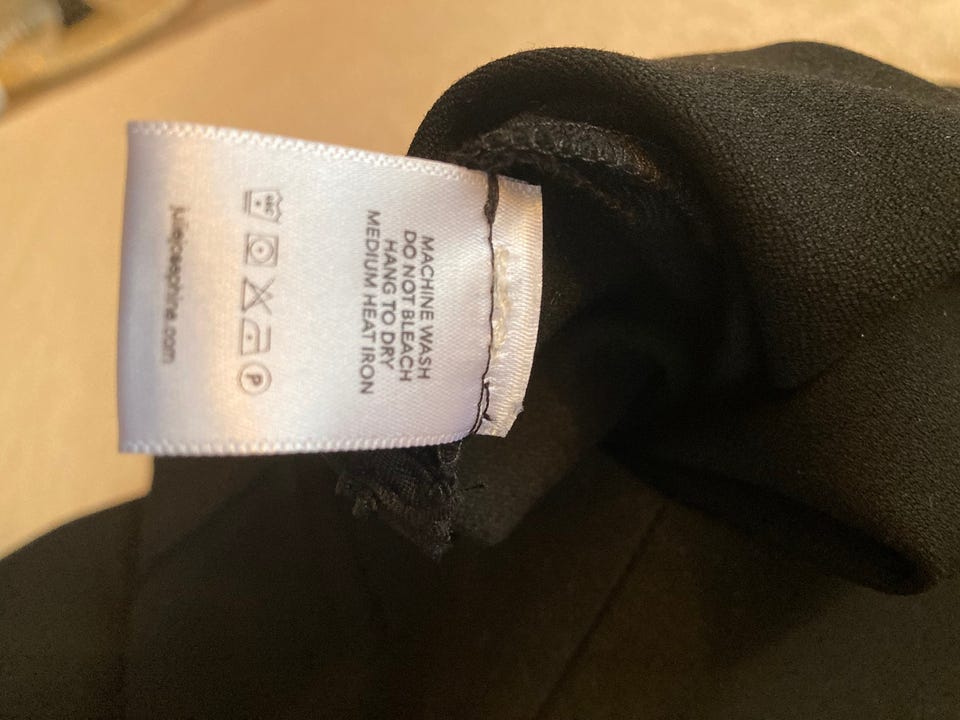 MACHINE WASH
DO NOT BLEACH
HANG TO DRY
MEDIUM HEAT IRON
P
juliejosephine.com